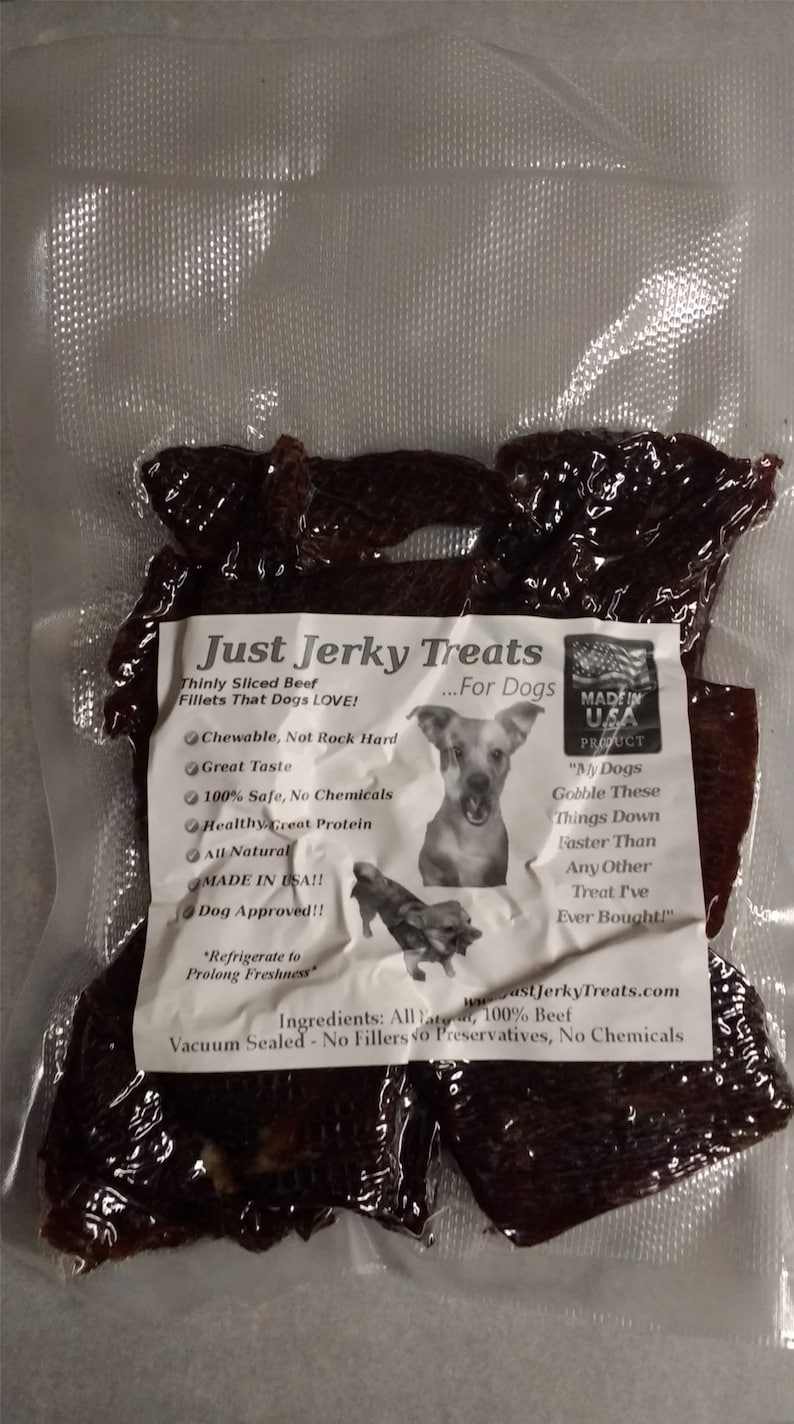 Just Jerky Treats
...For Dogs
Thinly Sliced Beef
Fillets That Dogs LOVE!
Chewable, Not Rock Hard
Great Taste
100% Safe, No Chemicals
Healthy, Great Protein
All Natural
MADE IN USA!!
Dog Approved!!
*Refrigerate to
Prolong Freshness*
MADE IN
U.S.A
PRODUCT
"My Dogs
Gobble These
Things Down
Faster Than
Any Other
Treat I've
Ever Bought!"
JustJerkyTreats.com
Ingredients: All Natural, 100% Beef
Vacuum Sealed - No Fillers No Preservatives, No Chemicals